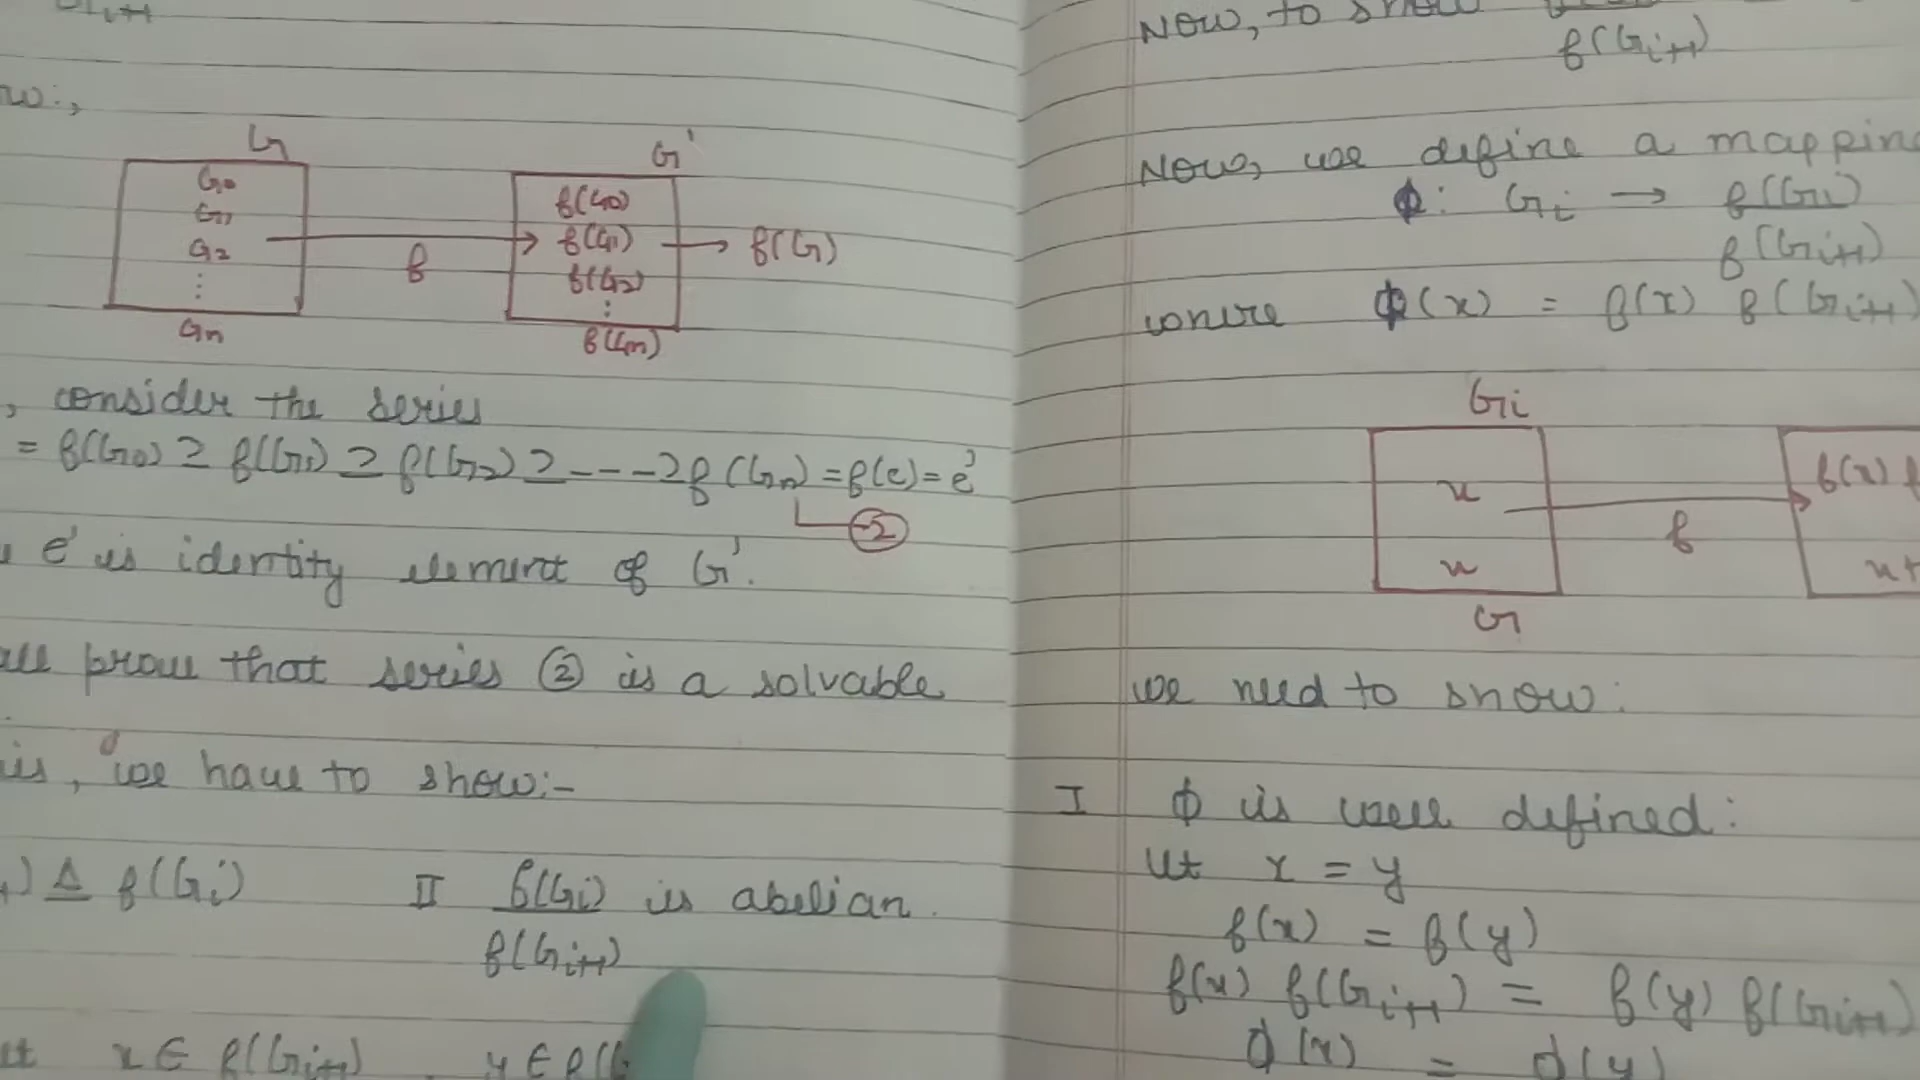 w:,
G
G'
G0
G1
G2
⋮
Gn
f
f(G0)
f(G1) → f(G)
f(G2)
⋮
f(Gn)
, consider the series
= f(G0) ⊇ f(G1) ⊇ f(G2) ⊇ - - - ⊇ f(Gn) = f(e) = e'
②
e' is identity element of G'.
prove that series ② is a solvable
is, we have to show:-
) ⊴ f(Gi) II f(Gi) is abelian.
f(Gi+1)
x ∈ f(Gi+1) , y ∈ f(G
Now, to show
f(Gi+1)
Now, we define a mapping
φ: Gi → f(Gi)
f(Gi+1)
where φ(x) = f(x) f(Gi+1)
Gi
x
x
G
f
f(x) f
x+
we need to show:
I φ is well defined:
let x = y
f(x) = f(y)
f(x) f(Gi+1) = f(y) f(Gi+1)
φ(x) = φ(y)